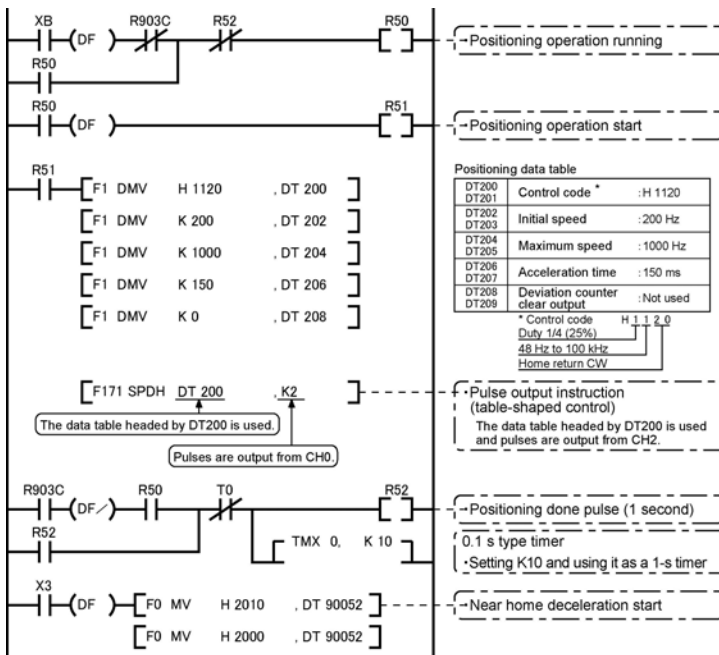 XB R903C R52 R50
(DF )
·Positioning operation running
R50
R50 R51
(DF )
·Positioning operation start
R51
F1 DMV H 1120 , DT 200
F1 DMV K 200 , DT 202
F1 DMV K 1000 , DT 204
F1 DMV K 150 , DT 206
F1 DMV K 0 , DT 208
Positioning data table
DT200 DT201 Control code * : H 1120
DT202 DT203 Initial speed : 200 Hz
DT204 DT205 Maximum speed : 1000 Hz
DT206 DT207 Acceleration time : 150 ms
DT208 DT209 Deviation counter clear output : Not used
* Control code H 1 1 2 0
Duty 1/4 (25%)
48 Hz to 100 kHz
Home return CW
F171 SPDH DT 200 , K2
The data table headed by DT200 is used.
Pulses are output from CH0.
·Pulse output instruction
(table-shaped control)
The data table headed by DT200 is used
and pulses are output from CH2.
R903C R50 T0 R52
(DF/)
·Positioning done pulse (1 second)
R52
TMX 0, K 10
0.1 s type timer
·Setting K10 and using it as a 1-s timer
X3
(DF ) F0 MV H 2010 , DT 90052
·Near home deceleration start
F0 MV H 2000 , DT 90052